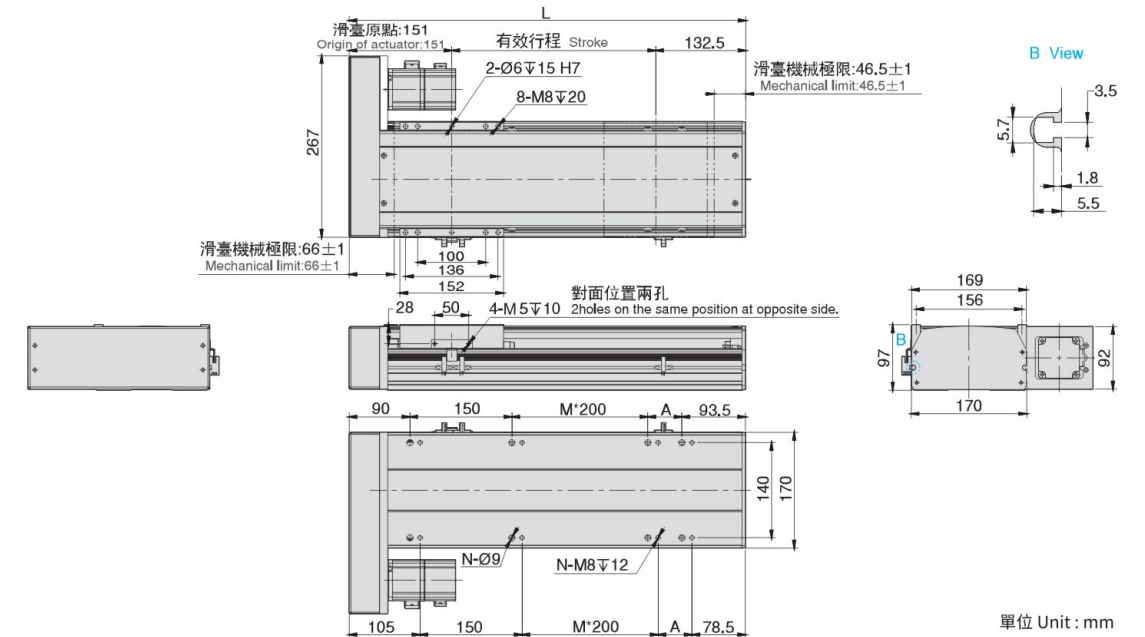 L
滑臺原點:151
Origin of actuator:151
有效行程 Stroke
132.5
2-Ø6↧15 H7
8-M8↧20
滑臺機械極限:46.5±1
Mechanical limit:46.5±1
B View
3.5
5.7
1.8
5.5
267
滑臺機械極限:66±1
Mechanical limit:66±1
100
136
152
28
50
4-M5↧10
對面位置兩孔
2holes on the same position at opposite side.
169
156
B
97
92
170
90
150
M*200
A
93.5
140
170
N-Ø9
N-M8↧12
105
150
M*200
A
78.5
單位 Unit : mm